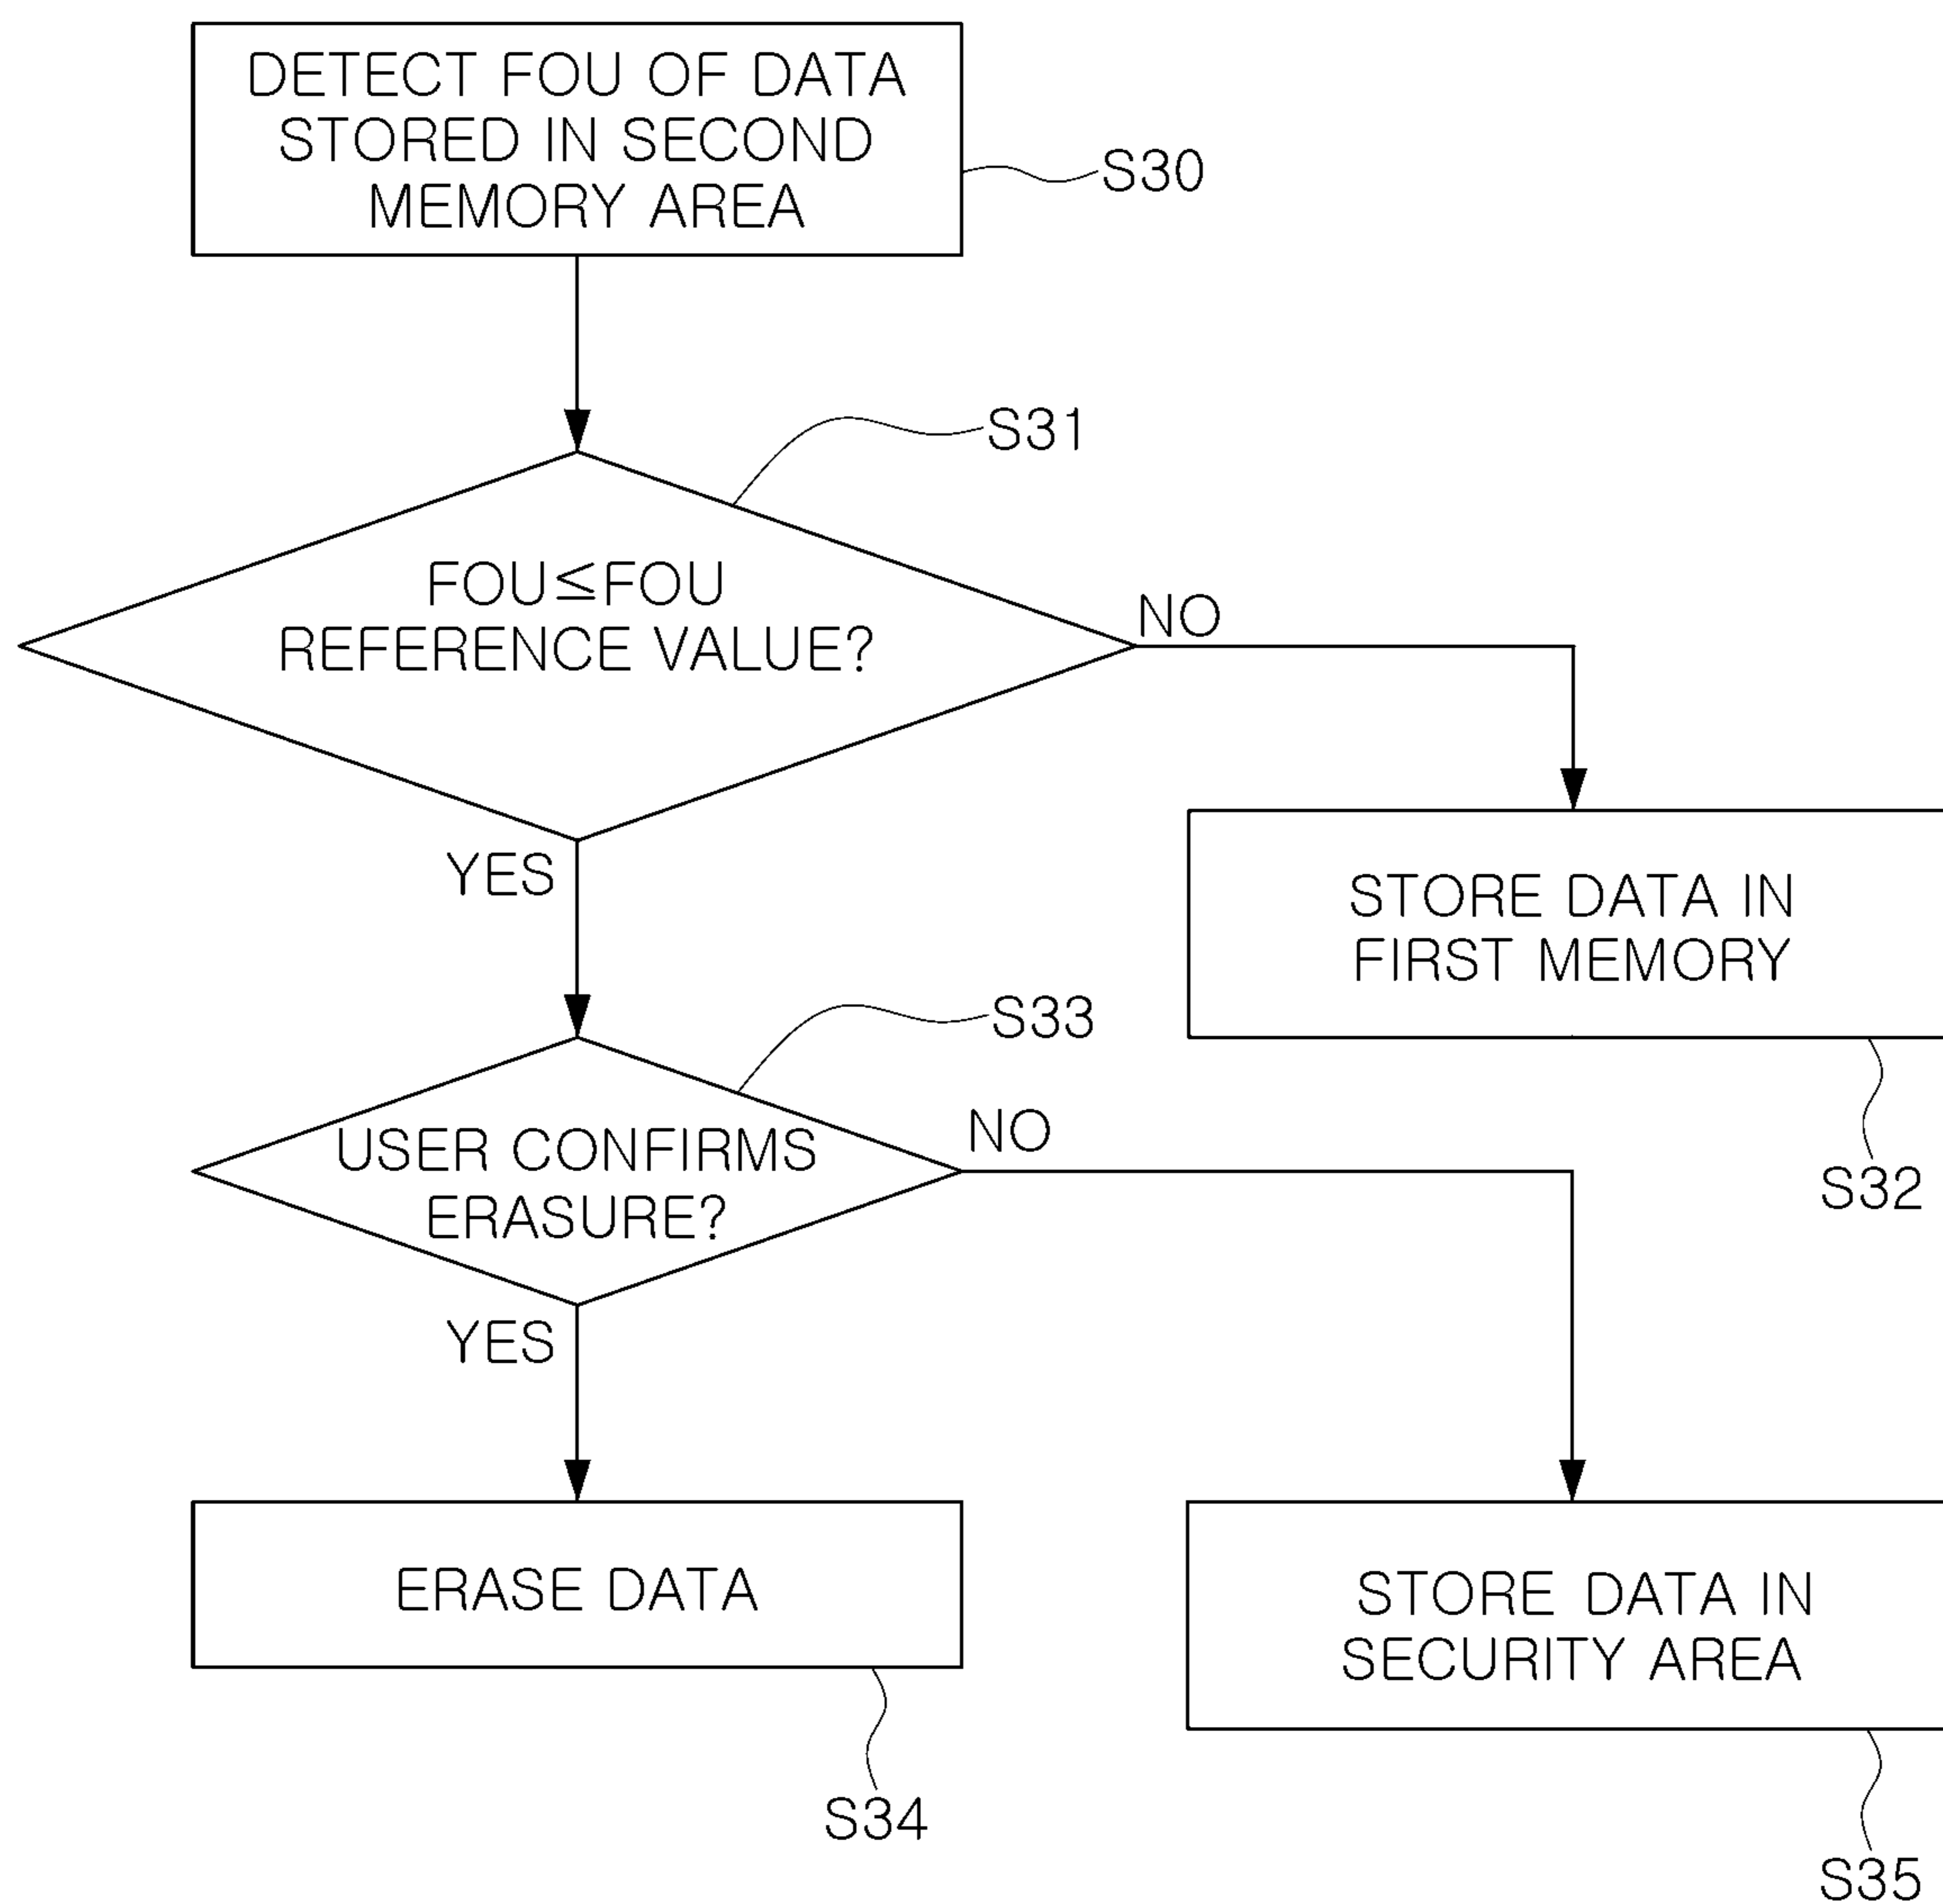 DETECT FOU OF DATA
STORED IN SECOND
MEMORY AREA
S30
S31
FOU≤FOU
REFERENCE VALUE?
NO
YES
STORE DATA IN
FIRST MEMORY
S32
S33
USER CONFIRMS
ERASURE?
NO
YES
ERASE DATA
S34
STORE DATA IN
SECURITY AREA
S35